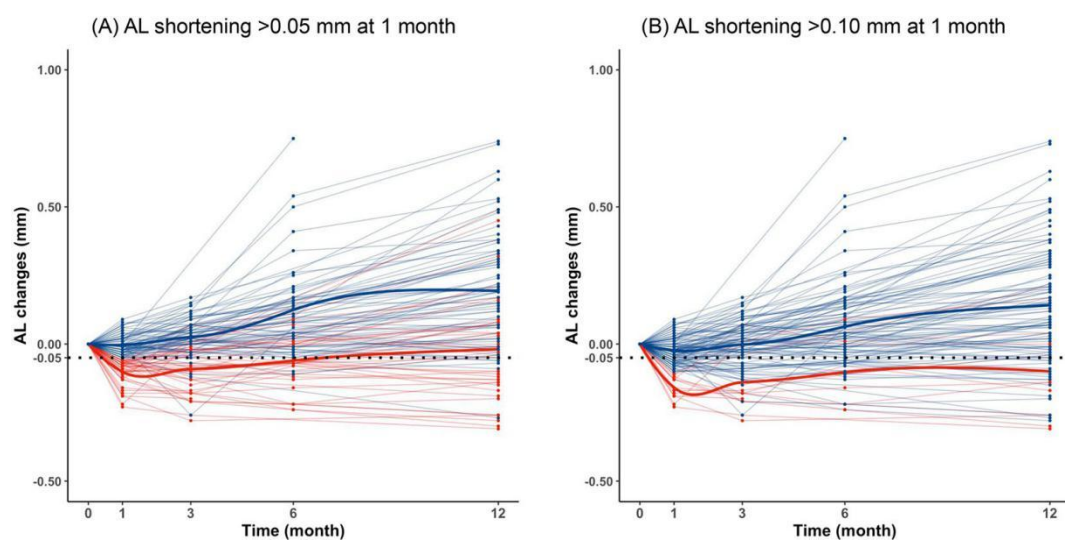 (A) AL shortening >0.05 mm at 1 month
1.00
0.50
0.00
-0.05
-0.50
AL changes (mm)
0 1 3 6 12
Time (month)
(B) AL shortening >0.10 mm at 1 month
1.00
0.50
0.00
-0.05
-0.50
AL changes (mm)
0 1 3 6 12
Time (month)